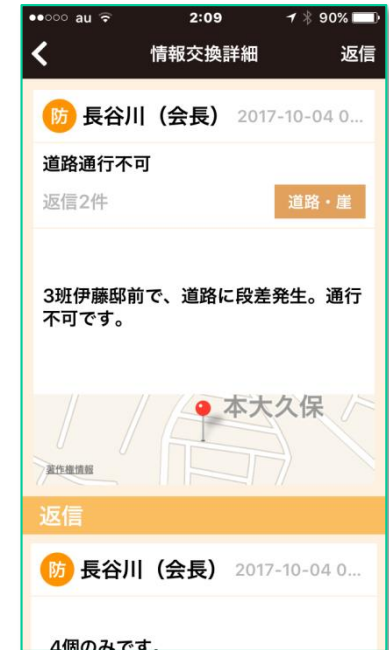 au 2:09 90%
情報交換詳細 返信
防 長谷川（会長） 2017-10-04 0...
道路通行不可
返信2件 道路・崖
3班伊藤邸前で、道路に段差発生。通行
不可です。
本大久保
著作権情報
返信
防 長谷川（会長） 2017-10-04 0...
4個のみです。